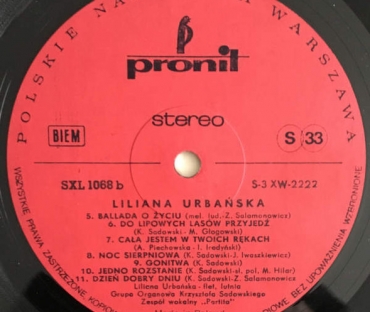 POLSKIE NA WARSZAWA
pronit
stereo
BIEM
S/33
SXL 1068 b
S-3 XW-2222
LILIANA URBAŃSKA
5. BALLADA O ŻYCIU (mel. lud.-Z. Salamonowicz)
6. DO LIPOWYCH LASÓW PRZYJEDŹ
(K. Sadowski - M. Głogowski)
7. CAŁA JESTEM W TWOICH RĘKACH
(A. Piechowska - I. Iredyński)
8. NOC SIERPNIOWA (K. Sadowski-J. Iwaszkiewicz)
9. GONITWA (K. Sadowski)
10. JEDNO ROZSTANIE (K. Sadowski-sł. pol. M. Hilar)
11. DZIEŃ DOBRY DNIU (K. Sadowski-Z. Salamonowicz)
Liliana Urbańska - flet, lutnia
Grupa Organowa Krzysztofa Sadowskiego
Zespół wokalny „Partita"
WSZYSTKIE PRAWA ZASTRZEŻONE KOPIO
BEZ UPOWAŻNIENIA WZBRONIONE